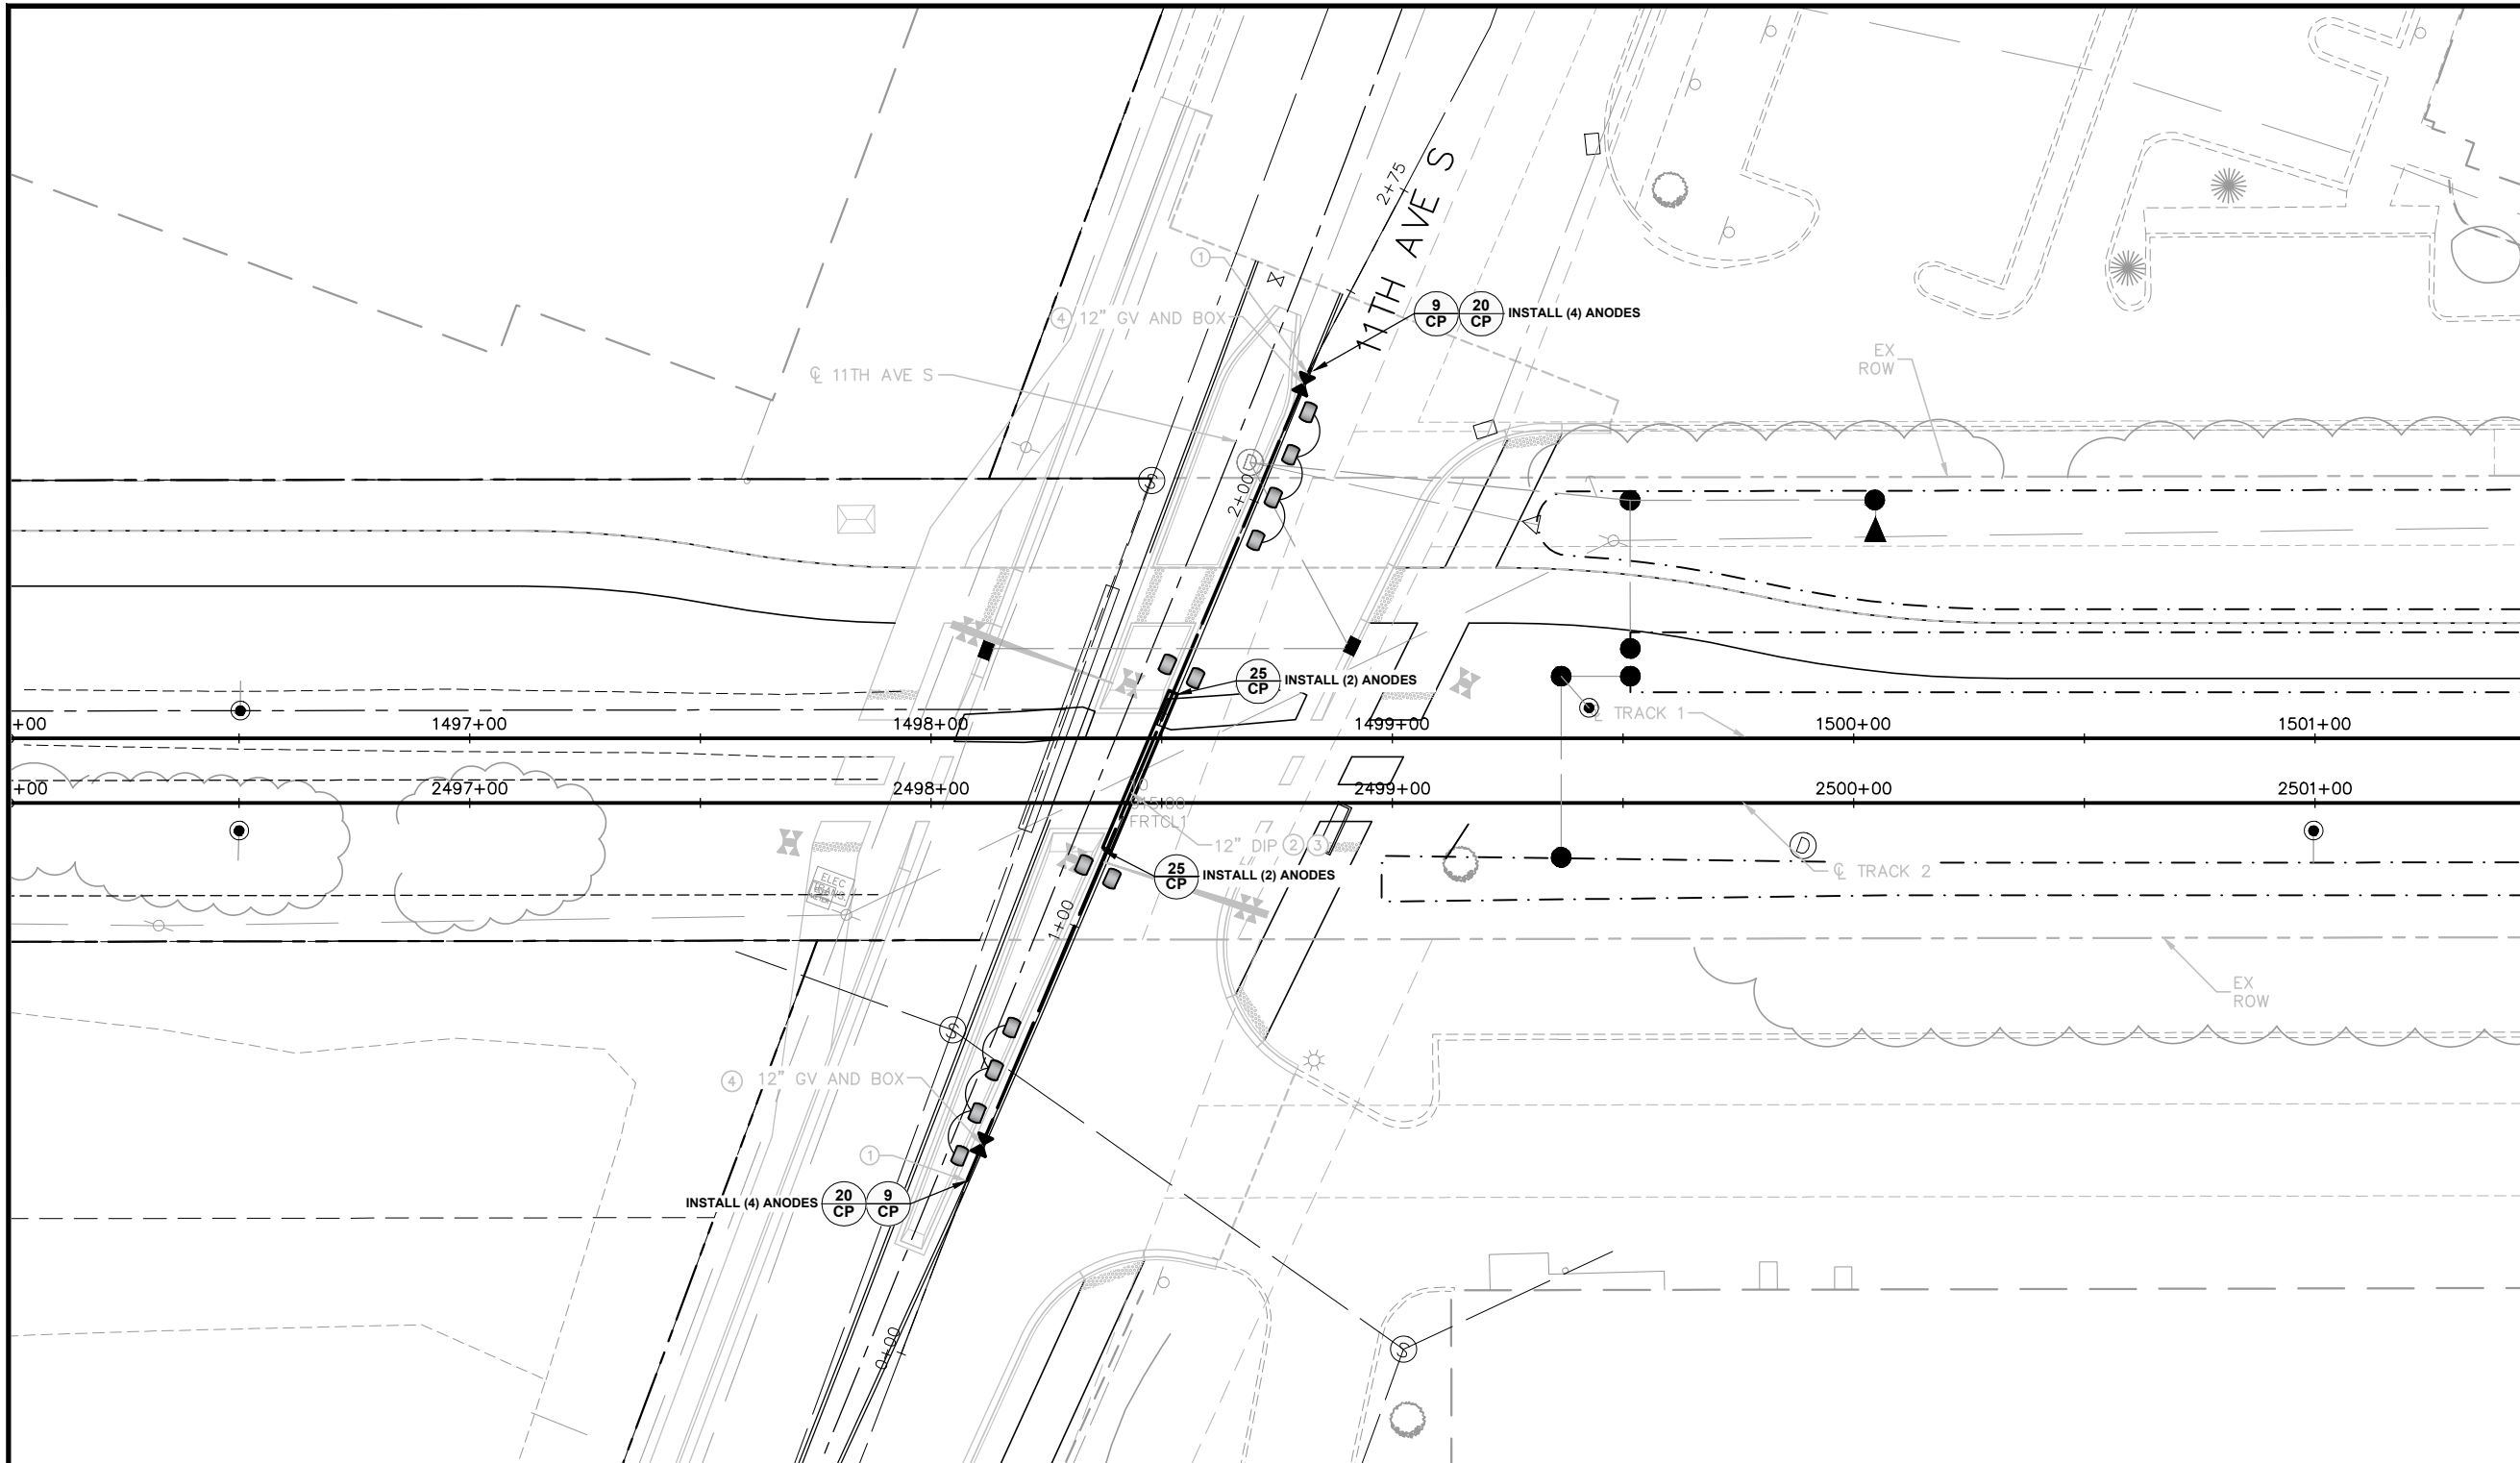 2+75
11TH AVE S
1
4 12" GV AND BOX
9
CP
20
CP
INSTALL (4) ANODES
EX
ROW
℄ 11TH AVE S
D
S
2+00
25
CP
INSTALL (2) ANODES
℄ TRACK 1
+00
1497+00
1498+00
1499+00
1500+00
1501+00
+00
2497+00
2498+00
2499+00
2500+00
2501+00
FRTCL1
12" DIP 2 3
D
℄ TRACK 2
25
CP
INSTALL (2) ANODES
ELEC
TRANS.
1+00
EX
ROW
S
4 12" GV AND BOX
1
INSTALL (4) ANODES
20
CP
9
CP
0+00
S